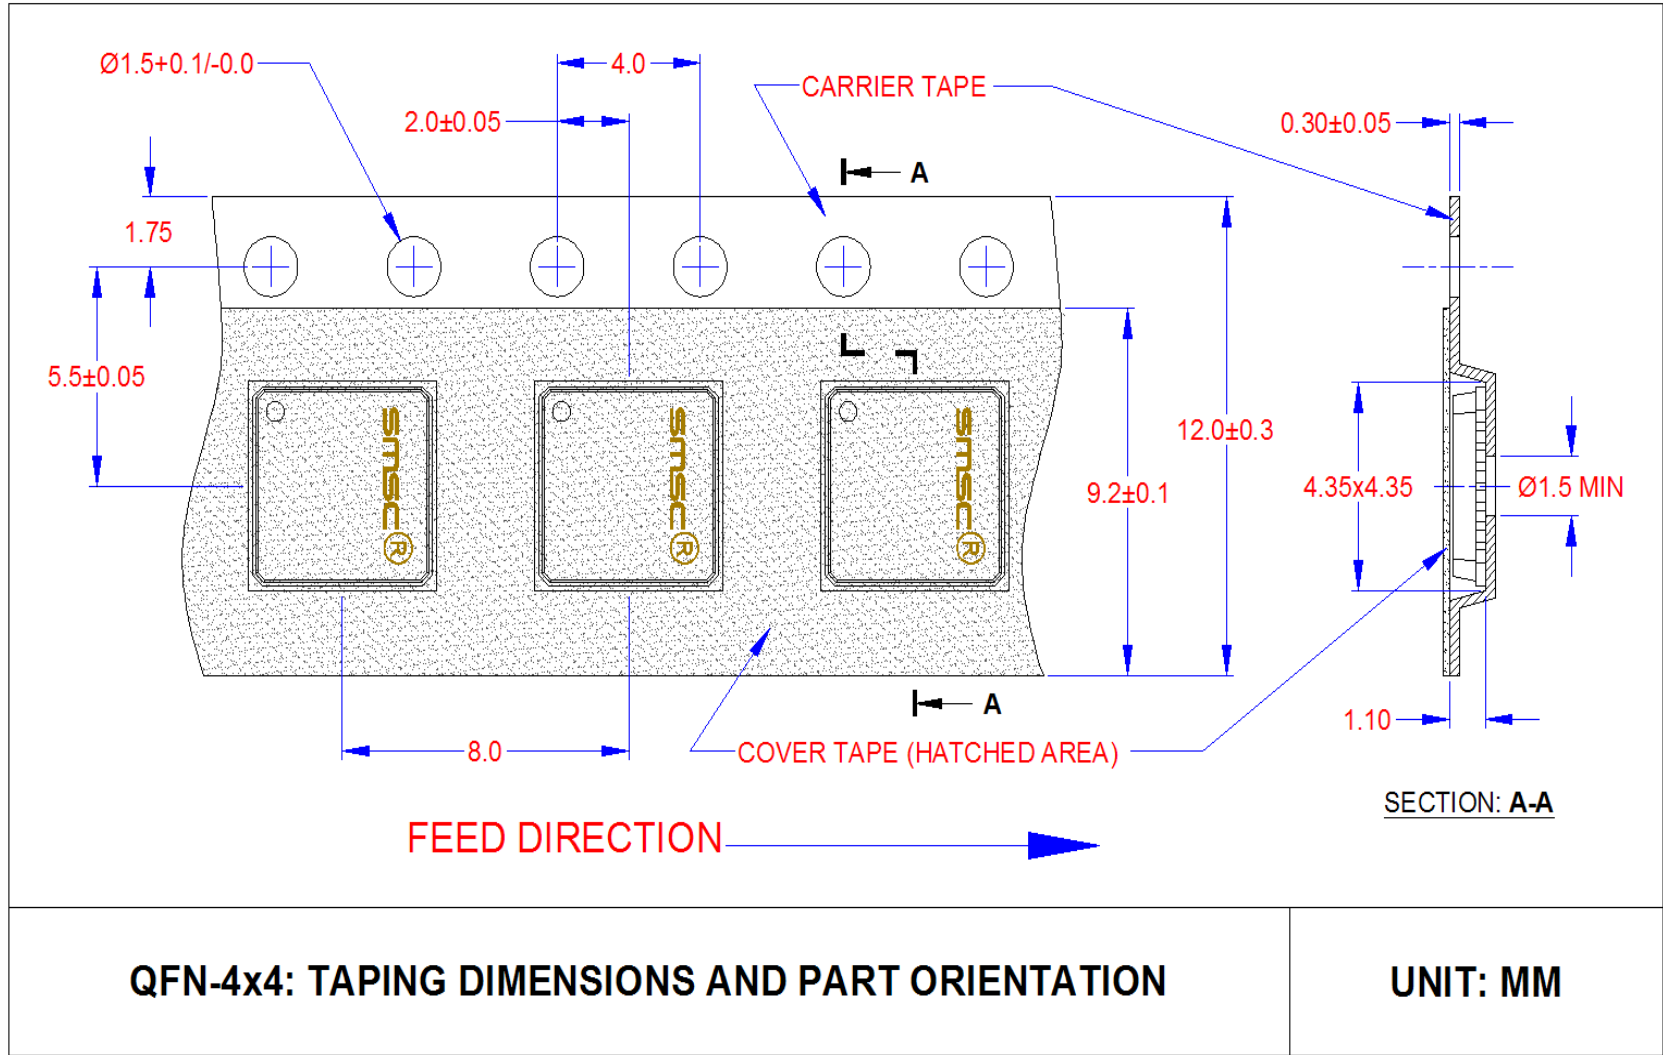 Ø1.5+0.1/-0.0
4.0
CARRIER TAPE
2.0±0.05
0.30±0.05
A
1.75
5.5±0.05
12.0±0.3
9.2±0.1
4.35x4.35
Ø1.5 MIN
smsc®
smsc®
smsc®
A
1.10
8.0
COVER TAPE (HATCHED AREA)
SECTION: A-A
FEED DIRECTION
QFN-4x4: TAPING DIMENSIONS AND PART ORIENTATION
UNIT: MM